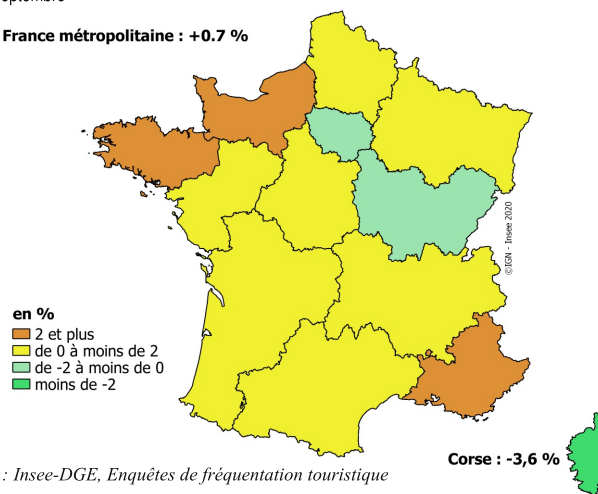 France métropolitaine : +0.7 %
©IGN - Insee 2020
en %
2 et plus
de 0 à moins de 2
de -2 à moins de 0
moins de -2
Corse : -3,6 %
: Insee-DGE, Enquêtes de fréquentation touristique